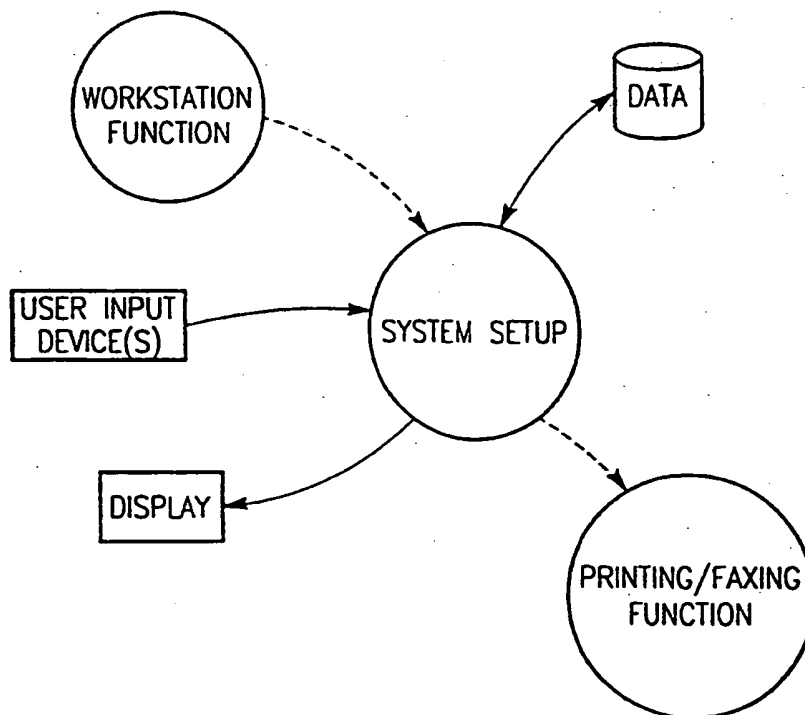 WORKSTATION
FUNCTION
DATA
USER INPUT
DEVICE(S)
SYSTEM SETUP
DISPLAY
PRINTING/FAXING
FUNCTION